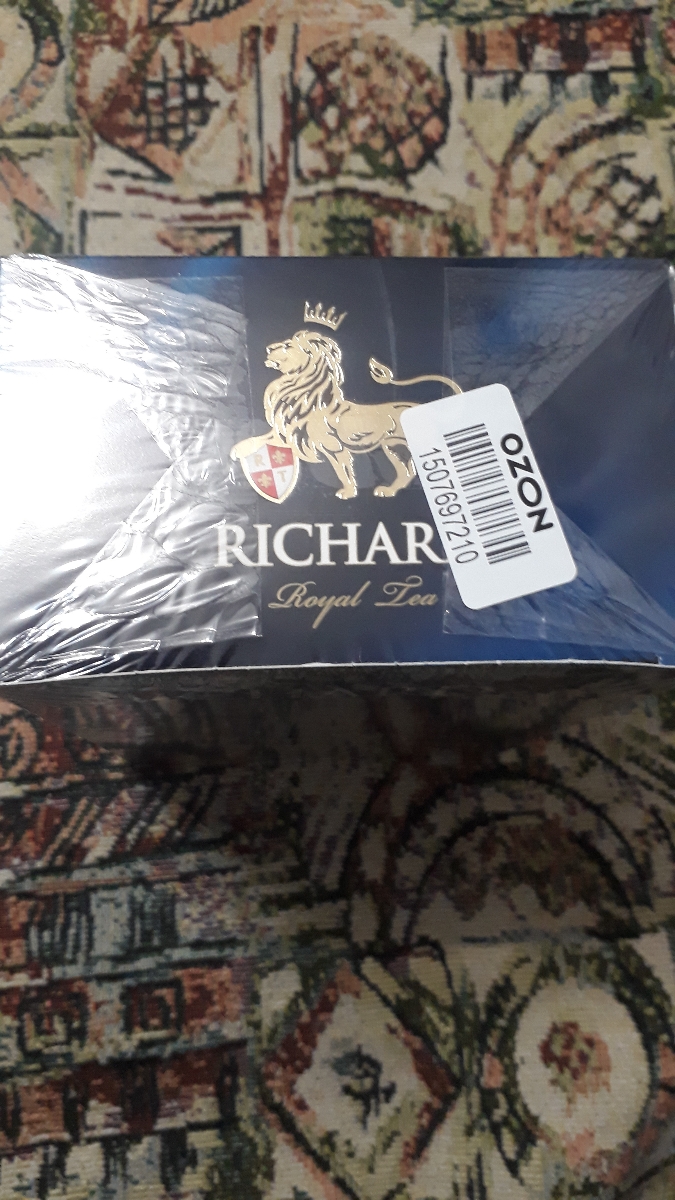 R
T
RICHAR
Royal Tea
OZON
1507697210